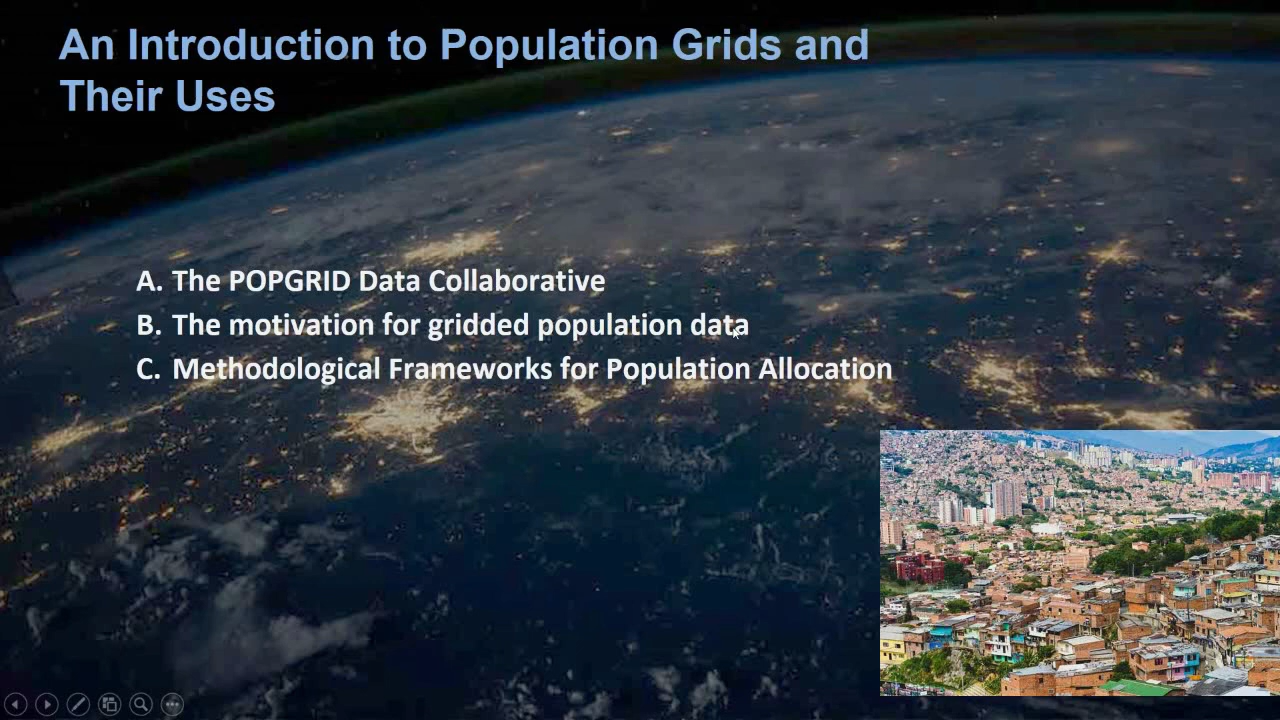 An Introduction to Population Grids and
Their Uses
A. The POPGRID Data Collaborative
B. The motivation for gridded population data
C. Methodological Frameworks for Population Allocation